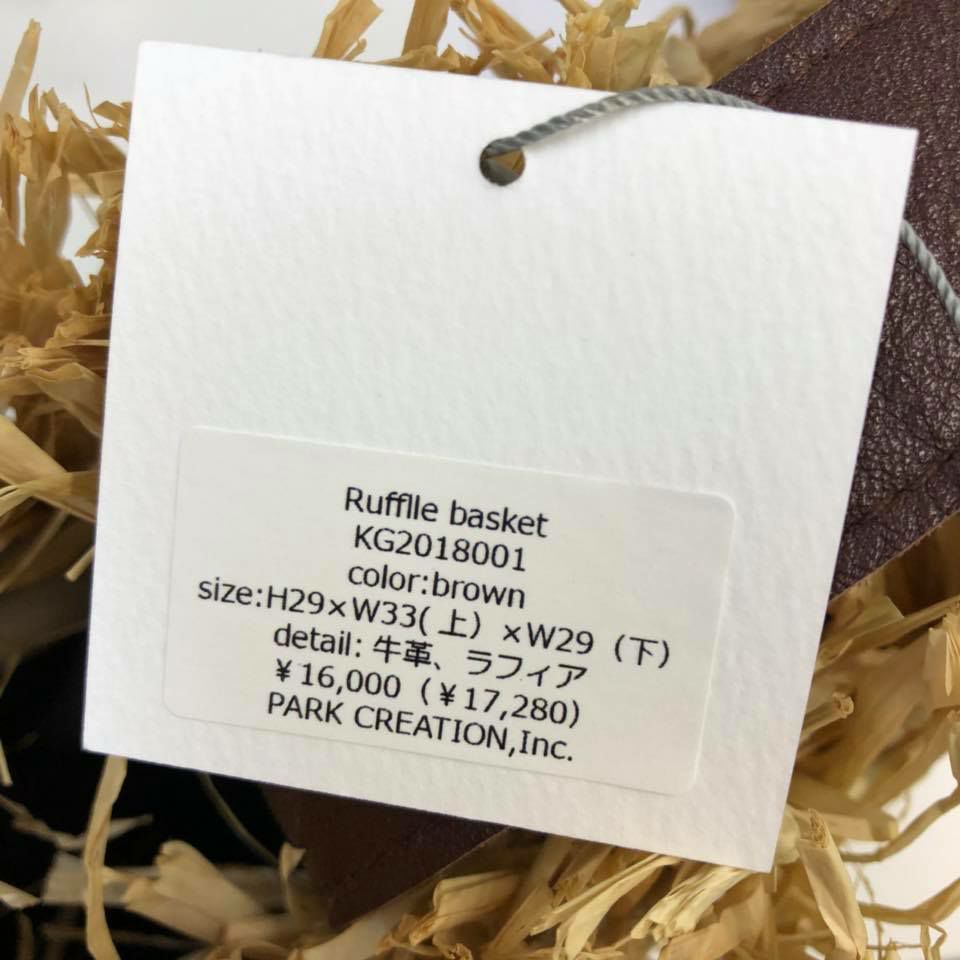 Rufflle basket
KG2018001
color:brown
size:H29×W33(上）×W29（下）
detail: 牛革、ラフィア
￥16,000（￥17,280）
PARK CREATION,Inc.